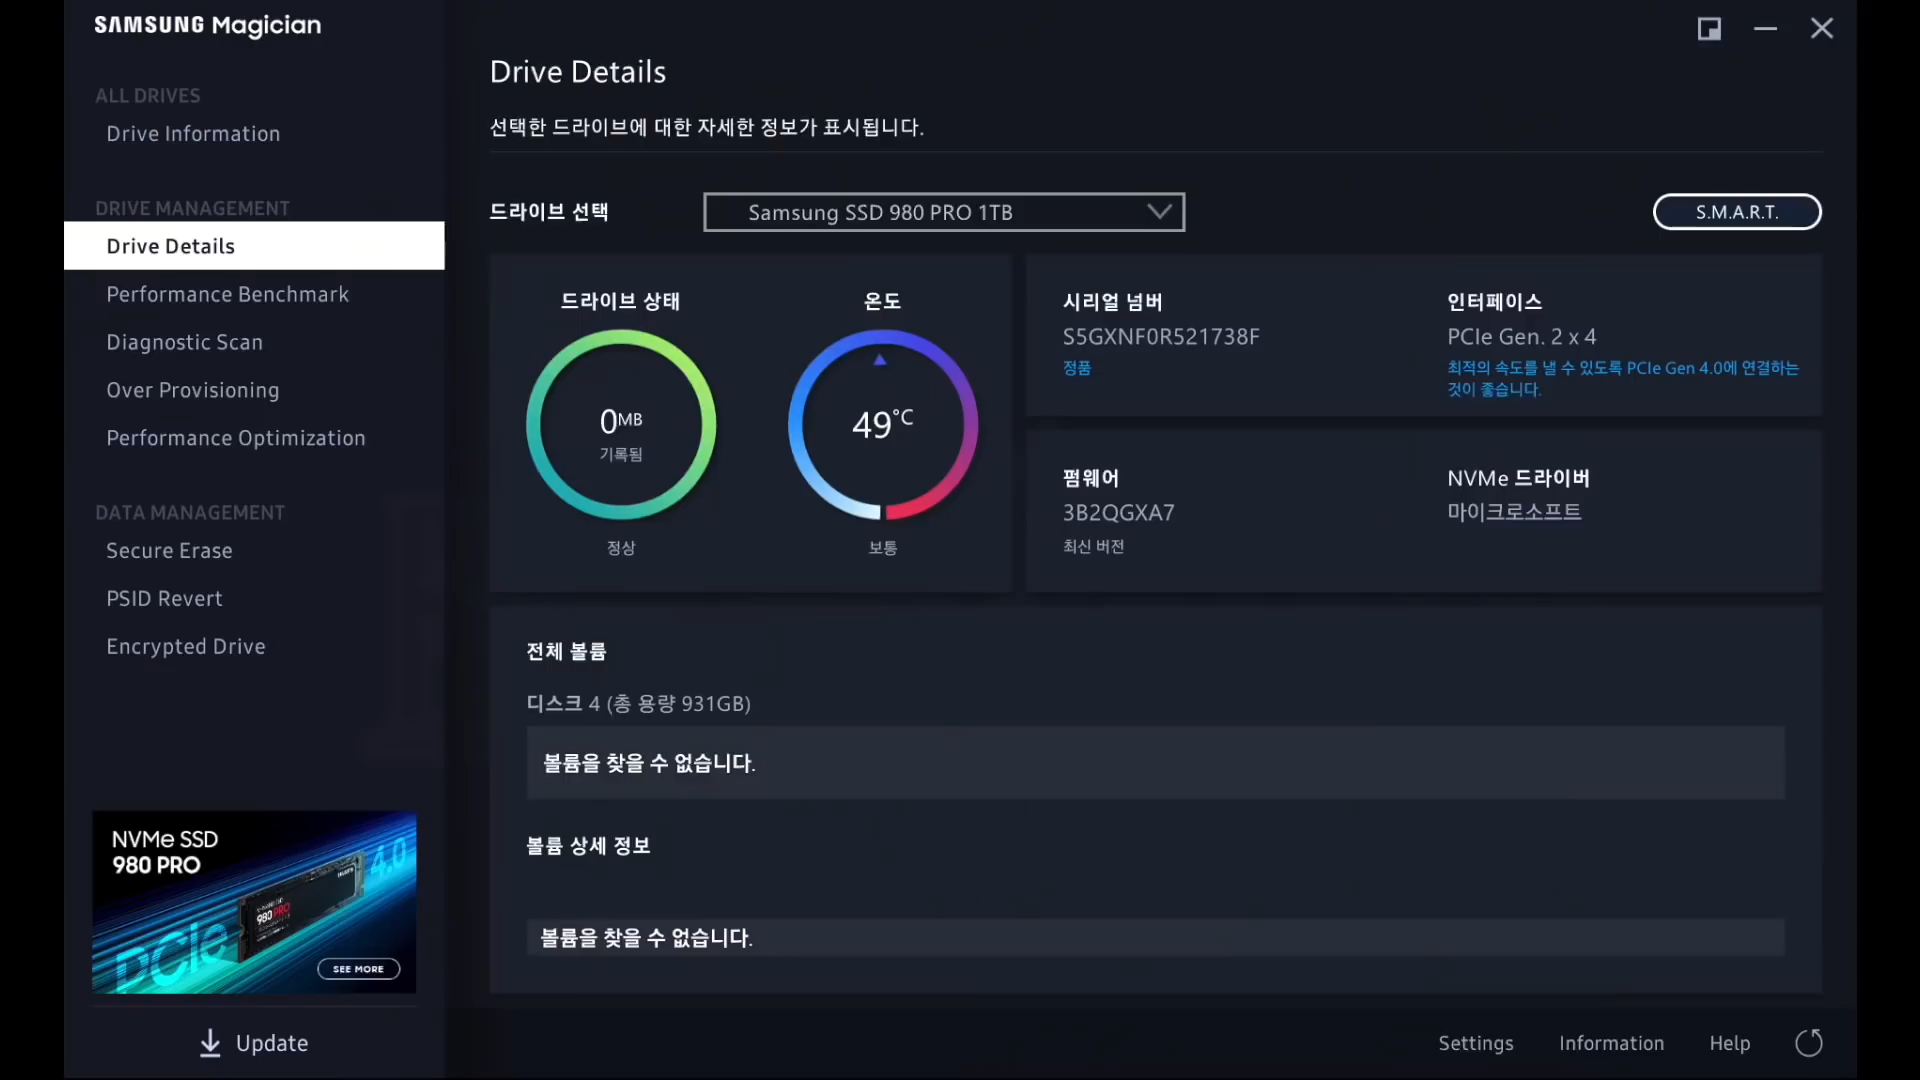 SAMSUNG Magician
ALL DRIVES
Drive Information
DRIVE MANAGEMENT
Drive Details
Performance Benchmark
Diagnostic Scan
Over Provisioning
Performance Optimization
DATA MANAGEMENT
Secure Erase
PSID Revert
Encrypted Drive
NVMe SSD
980 PRO
4.0
980 PRO
PCIe
SEE MORE
Update
Drive Details
선택한 드라이브에 대한 자세한 정보가 표시됩니다.
드라이브 선택
Samsung SSD 980 PRO 1TB
S.M.A.R.T.
드라이브 상태
0MB
기록됨
정상
온도
49°C
보통
시리얼 넘버
S5GXNF0R521738F
정품
인터페이스
PCIe Gen. 2 x 4
최적의 속도를 낼 수 있도록 PCIe Gen 4.0에 연결하는
것이 좋습니다.
펌웨어
3B2QGXA7
최신 버전
NVMe 드라이버
마이크로소프트
전체 볼륨
디스크 4 (총 용량 931GB)
볼륨을 찾을 수 없습니다.
볼륨 상세 정보
볼륨을 찾을 수 없습니다.
Settings
Information
Help